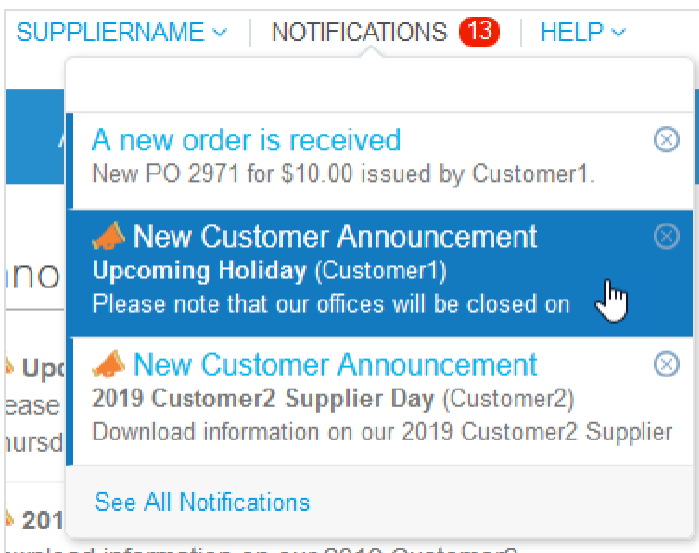 SUPPLIERNAME
NOTIFICATIONS 13
HELP
A new order is received
New PO 2971 for $10.00 issued by Customer1.
New Customer Announcement
Upcoming Holiday (Customer1)
Please note that our offices will be closed on
New Customer Announcement
2019 Customer2 Supplier Day (Customer2)
Download information on our 2019 Customer2 Supplier
See All Notifications
201